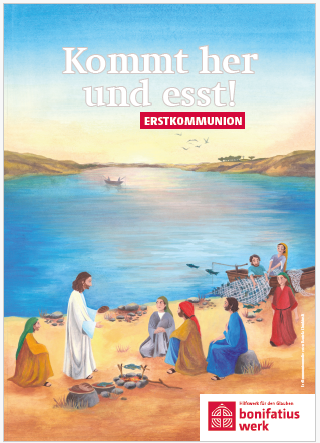 Kommt her
und esst!
ERSTKOMMUNION
Hilfswerk für den Glauben
bonifatius
werk